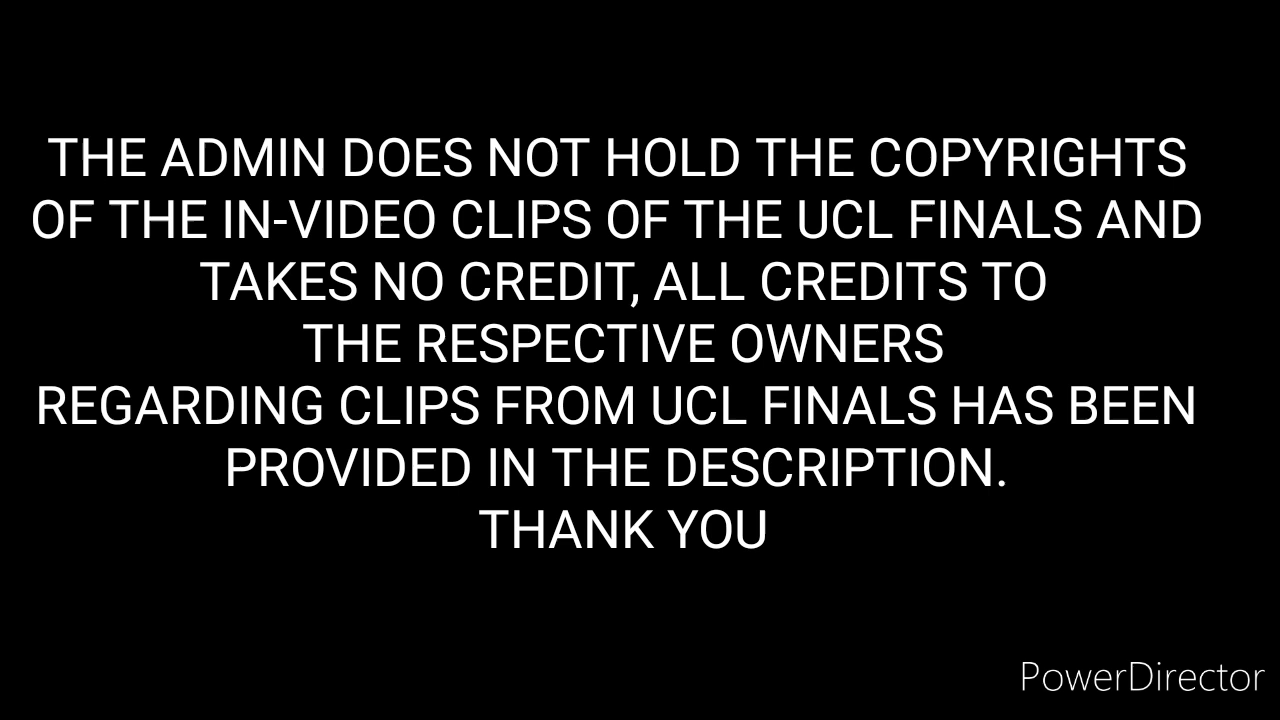 THE ADMIN DOES NOT HOLD THE COPYRIGHTS
OF THE IN-VIDEO CLIPS OF THE UCL FINALS AND
TAKES NO CREDIT, ALL CREDITS TO
THE RESPECTIVE OWNERS
REGARDING CLIPS FROM UCL FINALS HAS BEEN
PROVIDED IN THE DESCRIPTION.
THANK YOU
PowerDirector